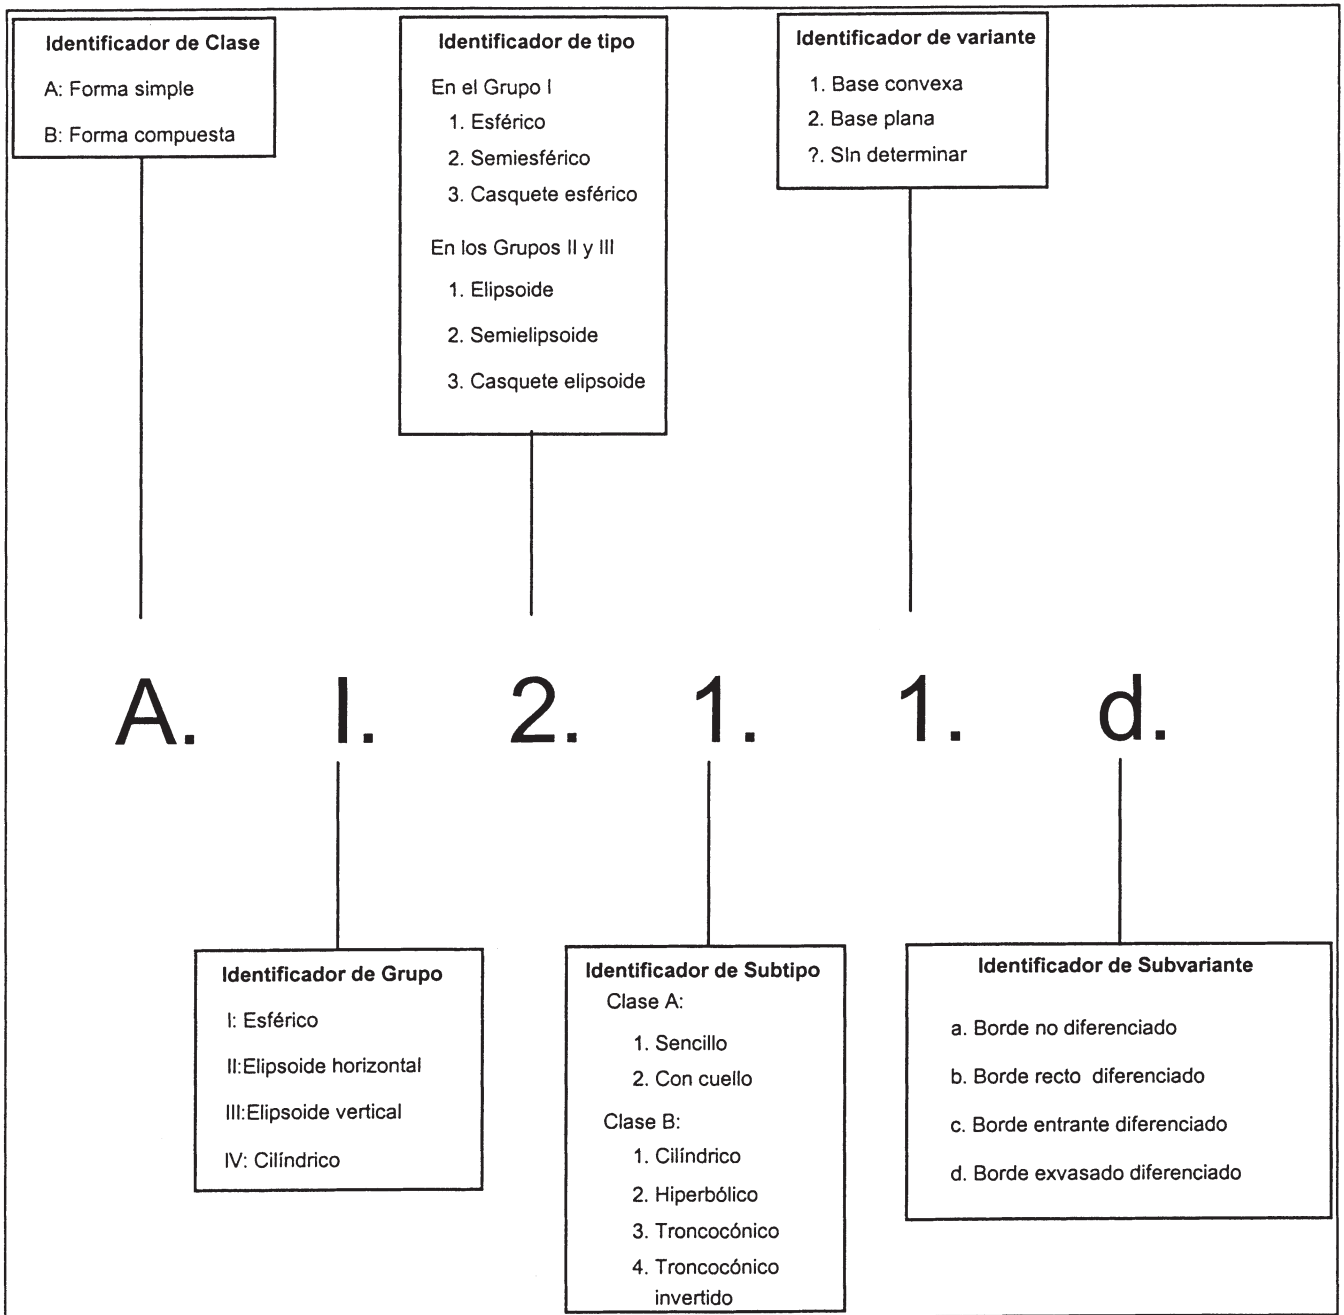 Identificador de Clase
A: Forma simple
B: Forma compuesta
Identificador de tipo
En el Grupo I
1. Esférico
2. Semiesférico
3. Casquete esférico
En los Grupos II y III
1. Elipsoide
2. Semielipsoide
3. Casquete elipsoide
Identificador de variante
1. Base convexa
2. Base plana
?. SIn determinar
A. I. 2. 1. 1. d.
Identificador de Grupo
I: Esférico
II:Elipsoide horizontal
III:Elipsoide vertical
IV: Cilíndrico
Identificador de Subtipo
Clase A:
1. Sencillo
2. Con cuello
Clase B:
1. Cilíndrico
2. Hiperbólico
3. Troncocónico
4. Troncocónico
invertido
Identificador de Subvariante
a. Borde no diferenciado
b. Borde recto diferenciado
c. Borde entrante diferenciado
d. Borde exvasado diferenciado